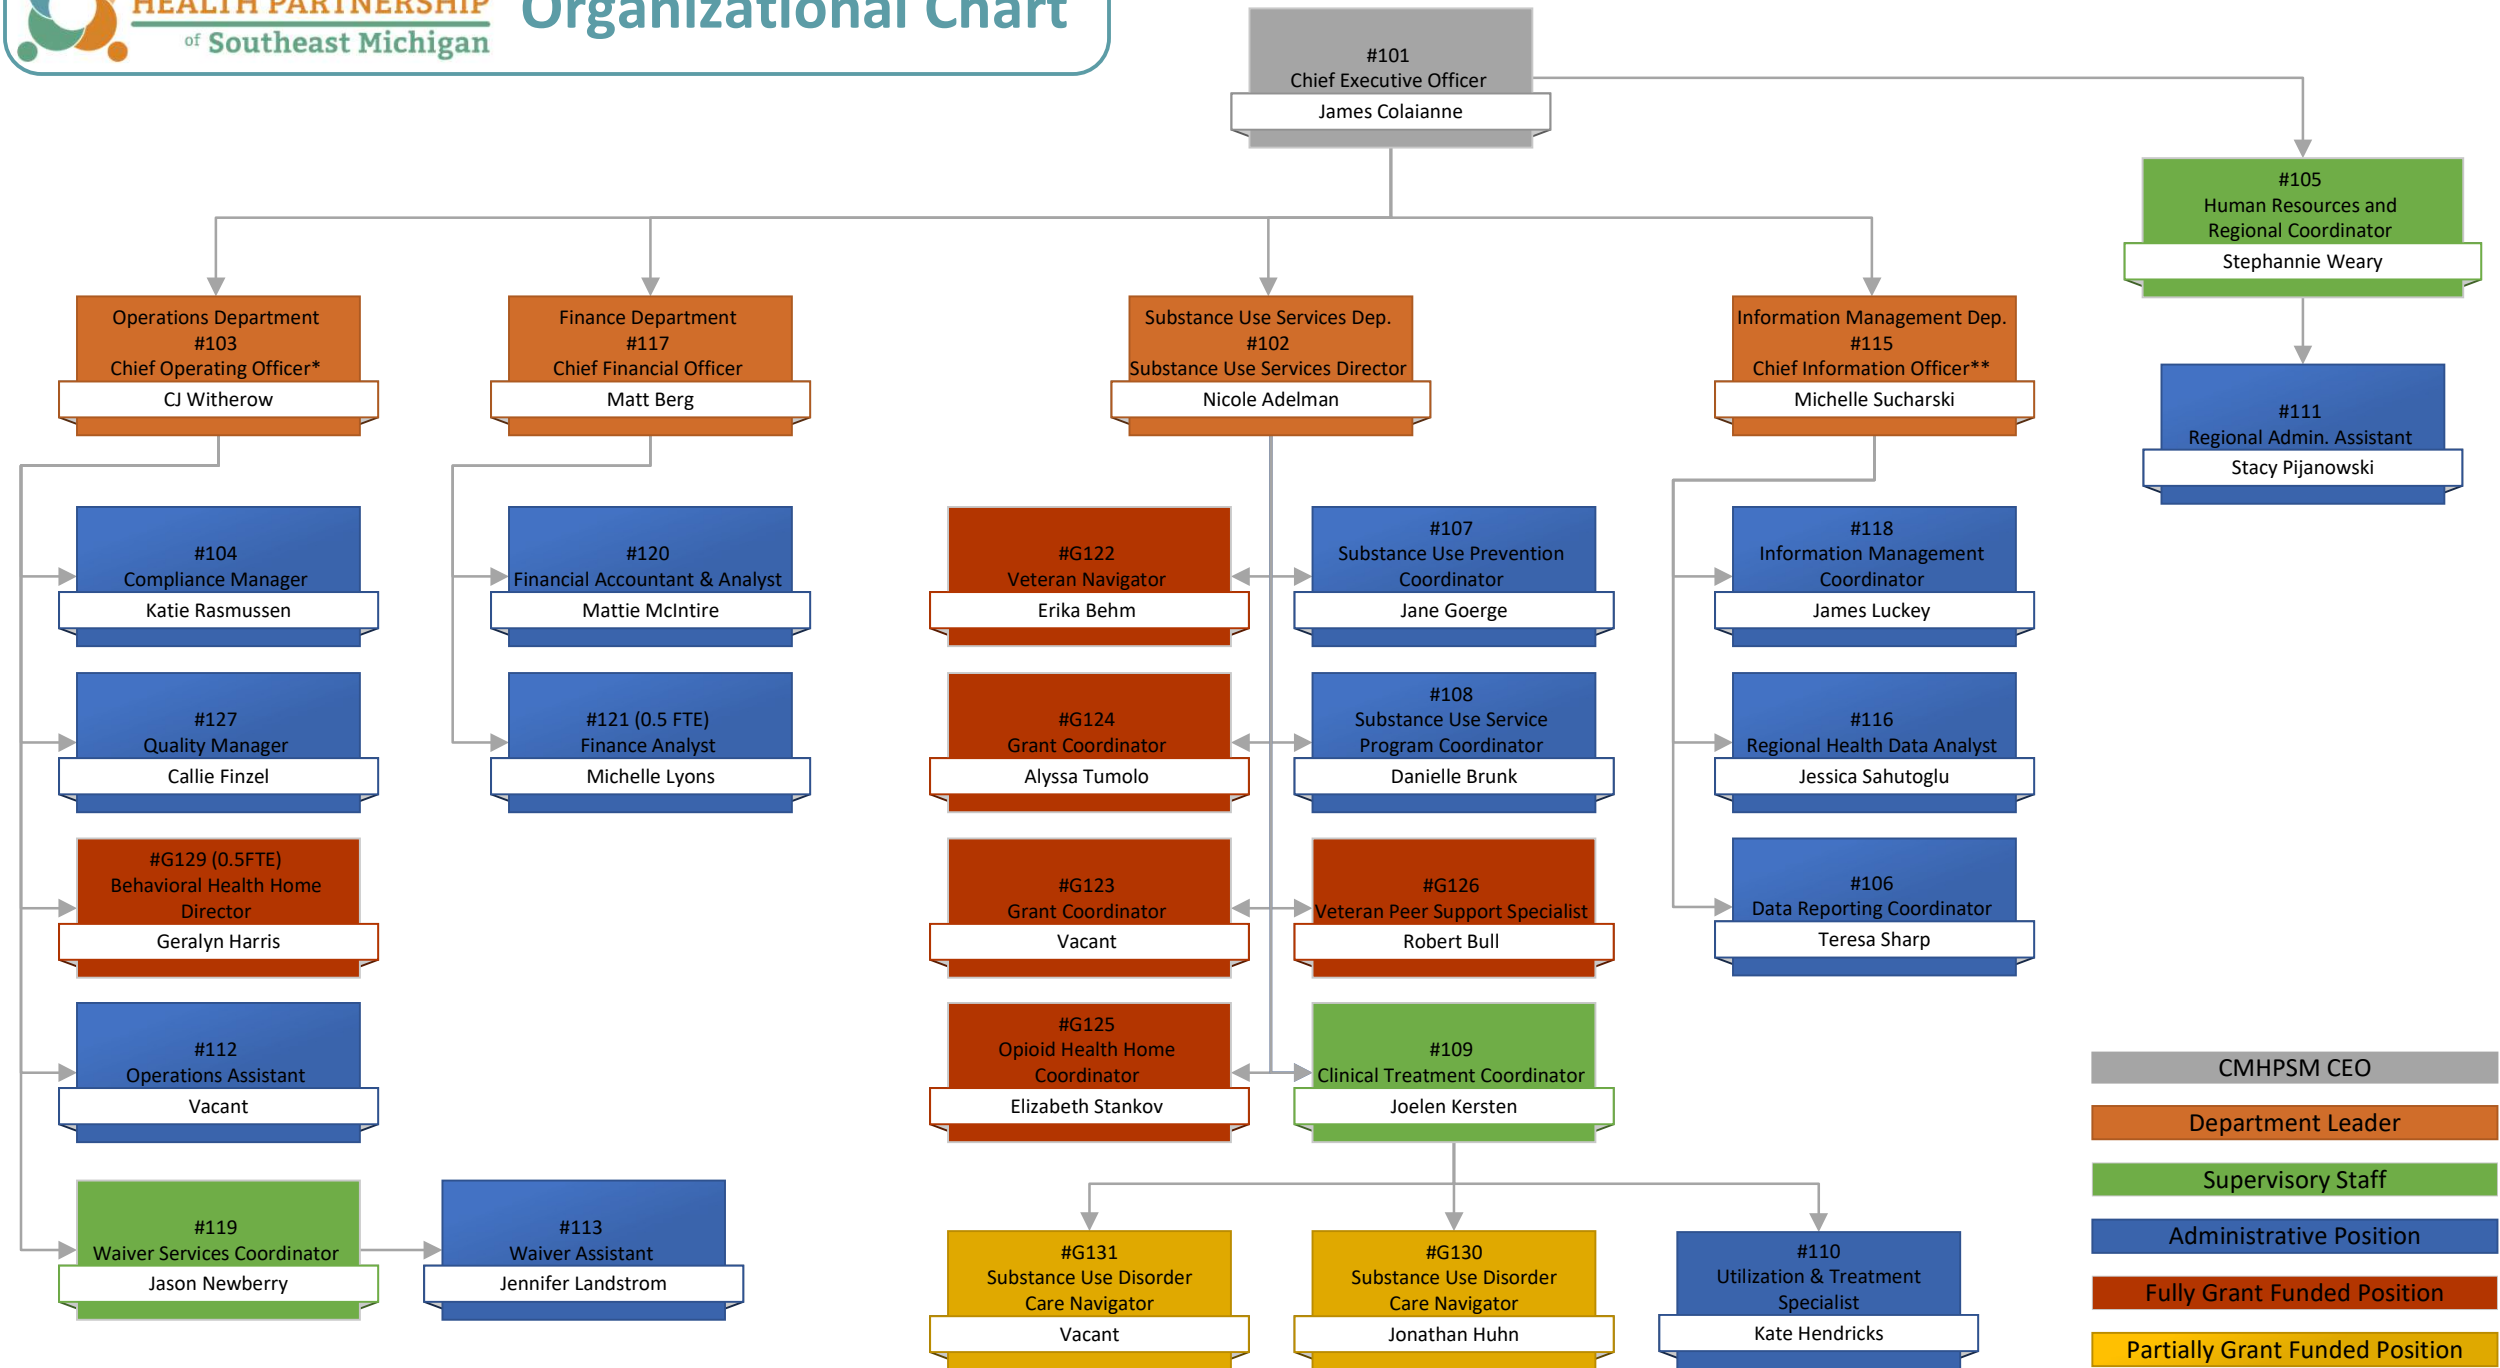 HEALTH PARTNERSHIP
of Southeast Michigan
Organizational Chart
#101
Chief Executive Officer
James Colaianne
#105
Human Resources and
Regional Coordinator
Stephannie Weary
#111
Regional Admin. Assistant
Stacy Pijanowski
Operations Department
#103
Chief Operating Officer*
CJ Witherow
Finance Department
#117
Chief Financial Officer
Matt Berg
Substance Use Services Dep.
#102
Substance Use Services Director
Nicole Adelman
Information Management Dep.
#115
Chief Information Officer**
Michelle Sucharski
#104
Compliance Manager
Katie Rasmussen
#127
Quality Manager
Callie Finzel
#G129 (0.5FTE)
Behavioral Health Home
Director
Geralyn Harris
#112
Operations Assistant
Vacant
#119
Waiver Services Coordinator
Jason Newberry
#113
Waiver Assistant
Jennifer Landstrom
#120
Financial Accountant & Analyst
Mattie McIntire
#121 (0.5 FTE)
Finance Analyst
Michelle Lyons
#G122
Veteran Navigator
Erika Behm
#107
Substance Use Prevention
Coordinator
Jane Goerge
#G124
Grant Coordinator
Alyssa Tumolo
#108
Substance Use Service
Program Coordinator
Danielle Brunk
#G123
Grant Coordinator
Vacant
#G126
Veteran Peer Support Specialist
Robert Bull
#G125
Opioid Health Home
Coordinator
Elizabeth Stankov
#109
Clinical Treatment Coordinator
Joelen Kersten
#G131
Substance Use Disorder
Care Navigator
Vacant
#G130
Substance Use Disorder
Care Navigator
Jonathan Huhn
#110
Utilization & Treatment
Specialist
Kate Hendricks
#118
Information Management
Coordinator
James Luckey
#116
Regional Health Data Analyst
Jessica Sahutoglu
#106
Data Reporting Coordinator
Teresa Sharp
CMHPSM CEO
Department Leader
Supervisory Staff
Administrative Position
Fully Grant Funded Position
Partially Grant Funded Position